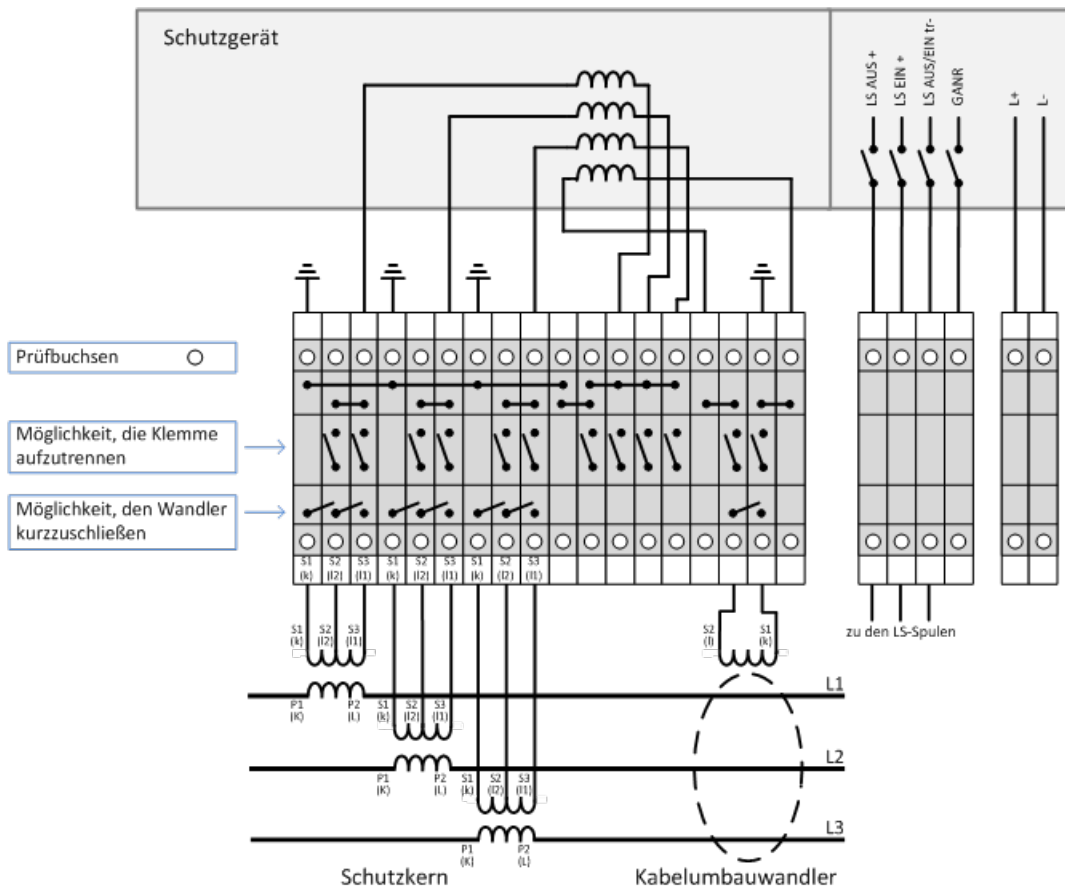 Schutzgerät
LS AUS +
LS EIN +
LS AUS/EIN tr-
GANR
L+
L-
Prüfbuchsen
Möglichkeit, die Klemme
aufzutrennen
Möglichkeit, den Wandler
kurzzuschließen
S1 S2 S3 S1 S2 S3 S1 S2 S3
(k) (l2) (l1) (k) (l2) (l1) (k) (l2) (l1)
zu den LS-Spulen
S1 S2 S3
(k) (l2) (l1)
S2 S1
(l) (k)
L1
P1 P2
(K) (L)
S1 S2 S3
(k) (l2) (l1)
L2
P1 P2
(K) (L)
S1 S2 S3
(k) (l2) (l1)
L3
P1 P2
(K) (L)
Schutzkern
Kabelumbauwandler